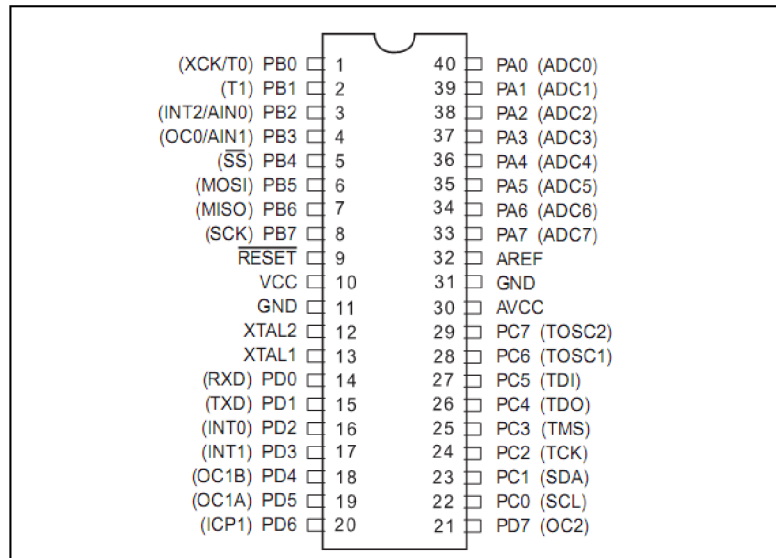 (XCK/T0) PB0 1 40 PA0 (ADC0)
(T1) PB1 2 39 PA1 (ADC1)
(INT2/AIN0) PB2 3 38 PA2 (ADC2)
(OC0/AIN1) PB3 4 37 PA3 (ADC3)
(SS) PB4 5 36 PA4 (ADC4)
(MOSI) PB5 6 35 PA5 (ADC5)
(MISO) PB6 7 34 PA6 (ADC6)
(SCK) PB7 8 33 PA7 (ADC7)
RESET 9 32 AREF
VCC 10 31 GND
GND 11 30 AVCC
XTAL2 12 29 PC7 (TOSC2)
XTAL1 13 28 PC6 (TOSC1)
(RXD) PD0 14 27 PC5 (TDI)
(TXD) PD1 15 26 PC4 (TDO)
(INT0) PD2 16 25 PC3 (TMS)
(INT1) PD3 17 24 PC2 (TCK)
(OC1B) PD4 18 23 PC1 (SDA)
(OC1A) PD5 19 22 PC0 (SCL)
(ICP1) PD6 20 21 PD7 (OC2)